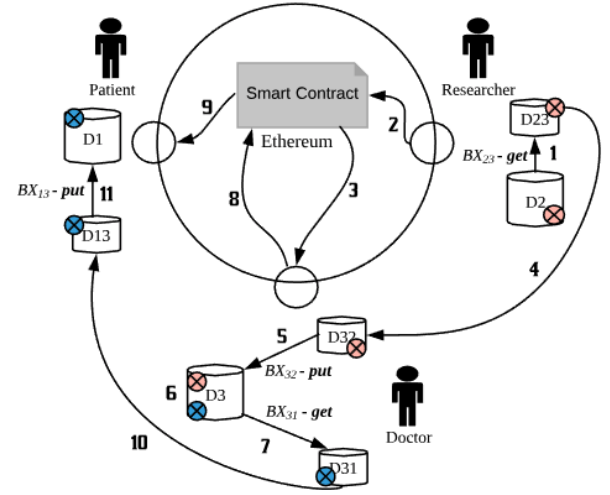 Patient
Researcher
Smart Contract
Ethereum
9
2
D23
D1
BX23 - get
1
BX13 - put
11
8
3
D2
D13
4
5
D32
BX32 - put
6
D3
BX31 - get
Doctor
10
7
D31